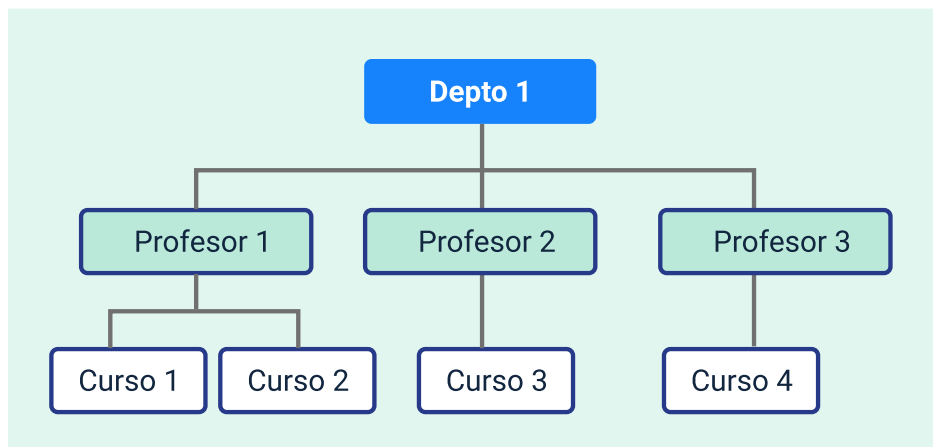 Depto 1
Profesor 1
Profesor 2
Profesor 3
Curso 1
Curso 2
Curso 3
Curso 4